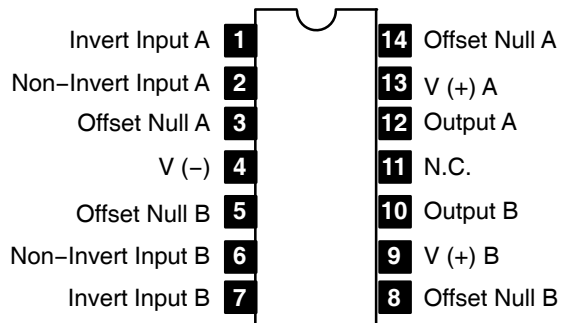 Invert Input A 1
Non−Invert Input A 2
Offset Null A 3
V (−) 4
Offset Null B 5
Non−Invert Input B 6
Invert Input B 7
14 Offset Null A
13 V (+) A
12 Output A
11 N.C.
10 Output B
9 V (+) B
8 Offset Null B